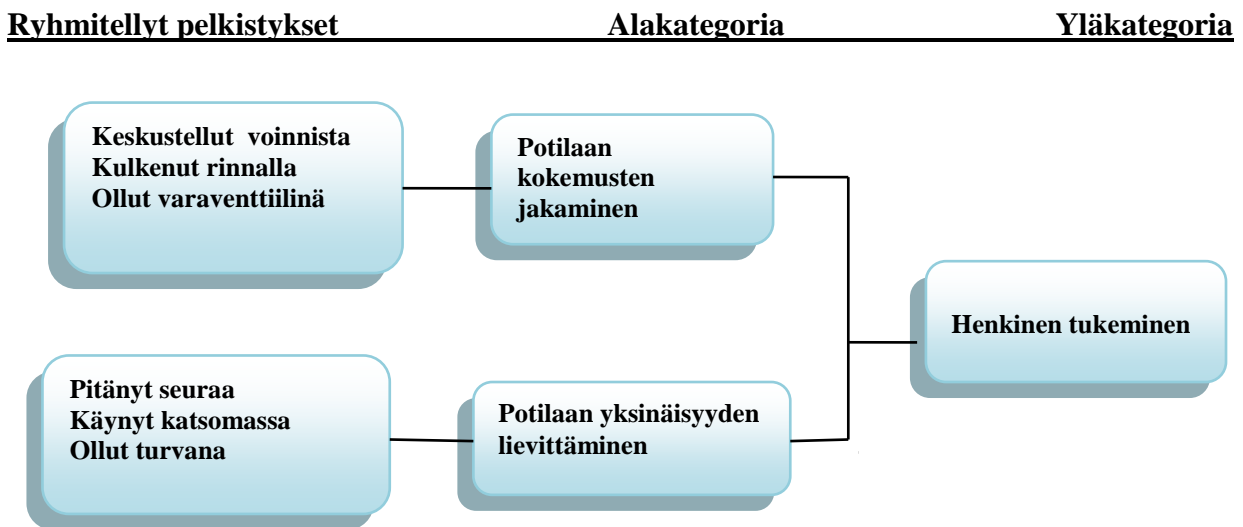 Ryhmitellyt pelkistykset Alakategoria Yläkategoria
Keskustellut voinnista
Kulkenut rinnalla
Ollut varaventtiilinä
Potilaan
kokemusten
jakaminen
Henkinen tukeminen
Pitänyt seuraa
Käynyt katsomassa
Ollut turvana
Potilaan yksinäisyyden
lievittäminen